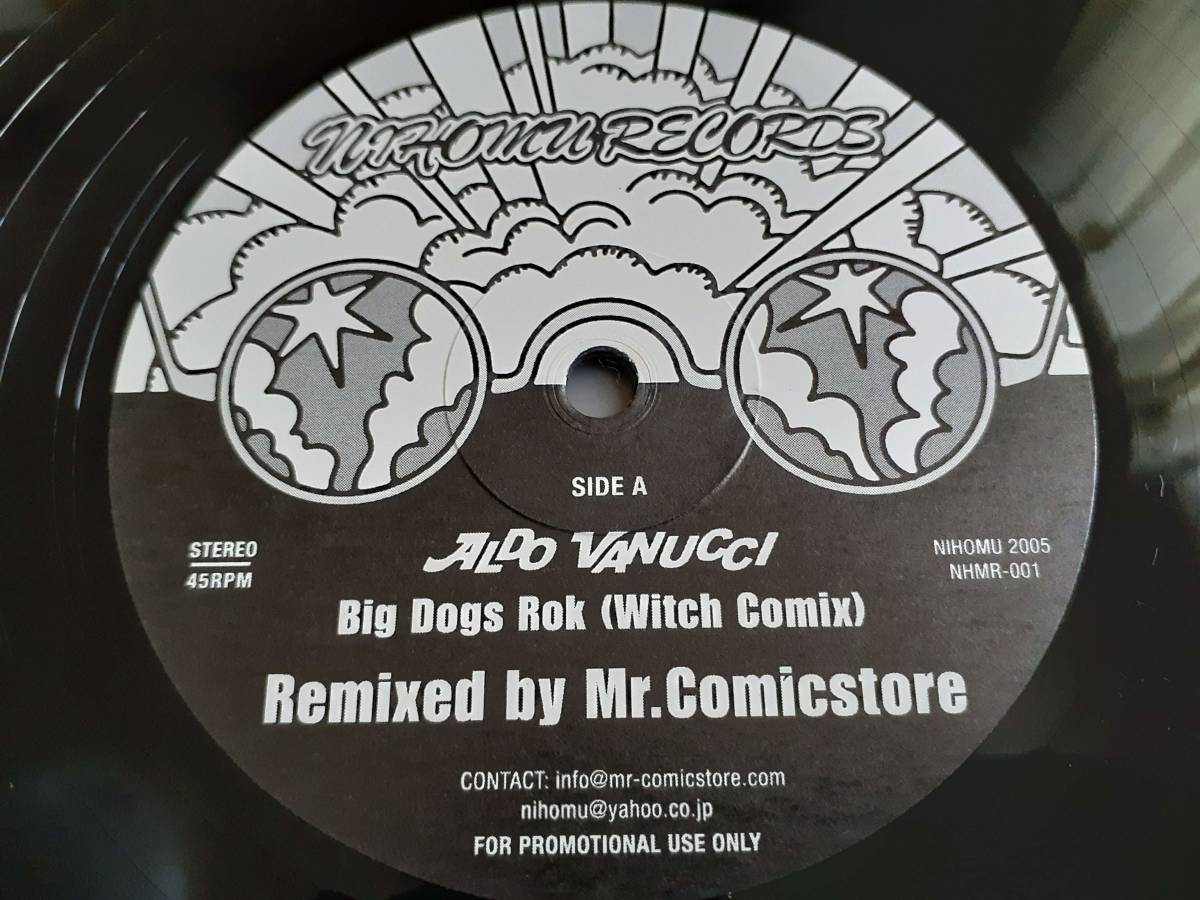 NIHOMU RECORDS
SIDE A
STEREO
45RPM
ALDO VANUCCI
NIHOMU 2005
NHMR-001
Big Dogs Rok (Witch Comix)
Remixed by Mr.Comicstore
CONTACT: info@mr-comicstore.com
nihomu@yahoo.co.jp
FOR PROMOTIONAL USE ONLY